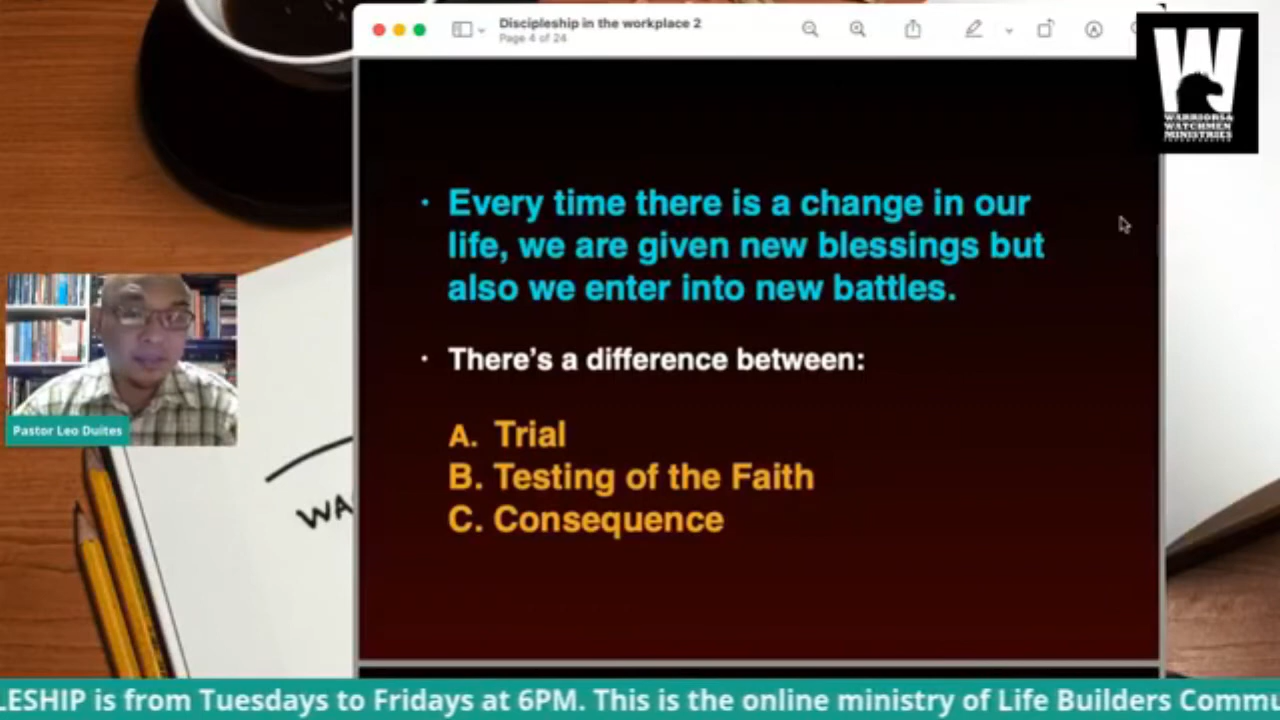 Discipleship in the workplace 2
Page 4 of 24
W
WARRIORS &
WATCHMEN
MINISTRIES
INCORPORATED
· Every time there is a change in our
life, we are given new blessings but
also we enter into new battles.
· There's a difference between:
A. Trial
B. Testing of the Faith
C. Consequence
Pastor Leo Duites
WA
LESHIP is from Tuesdays to Fridays at 6PM. This is the online ministry of Life Builders Commu